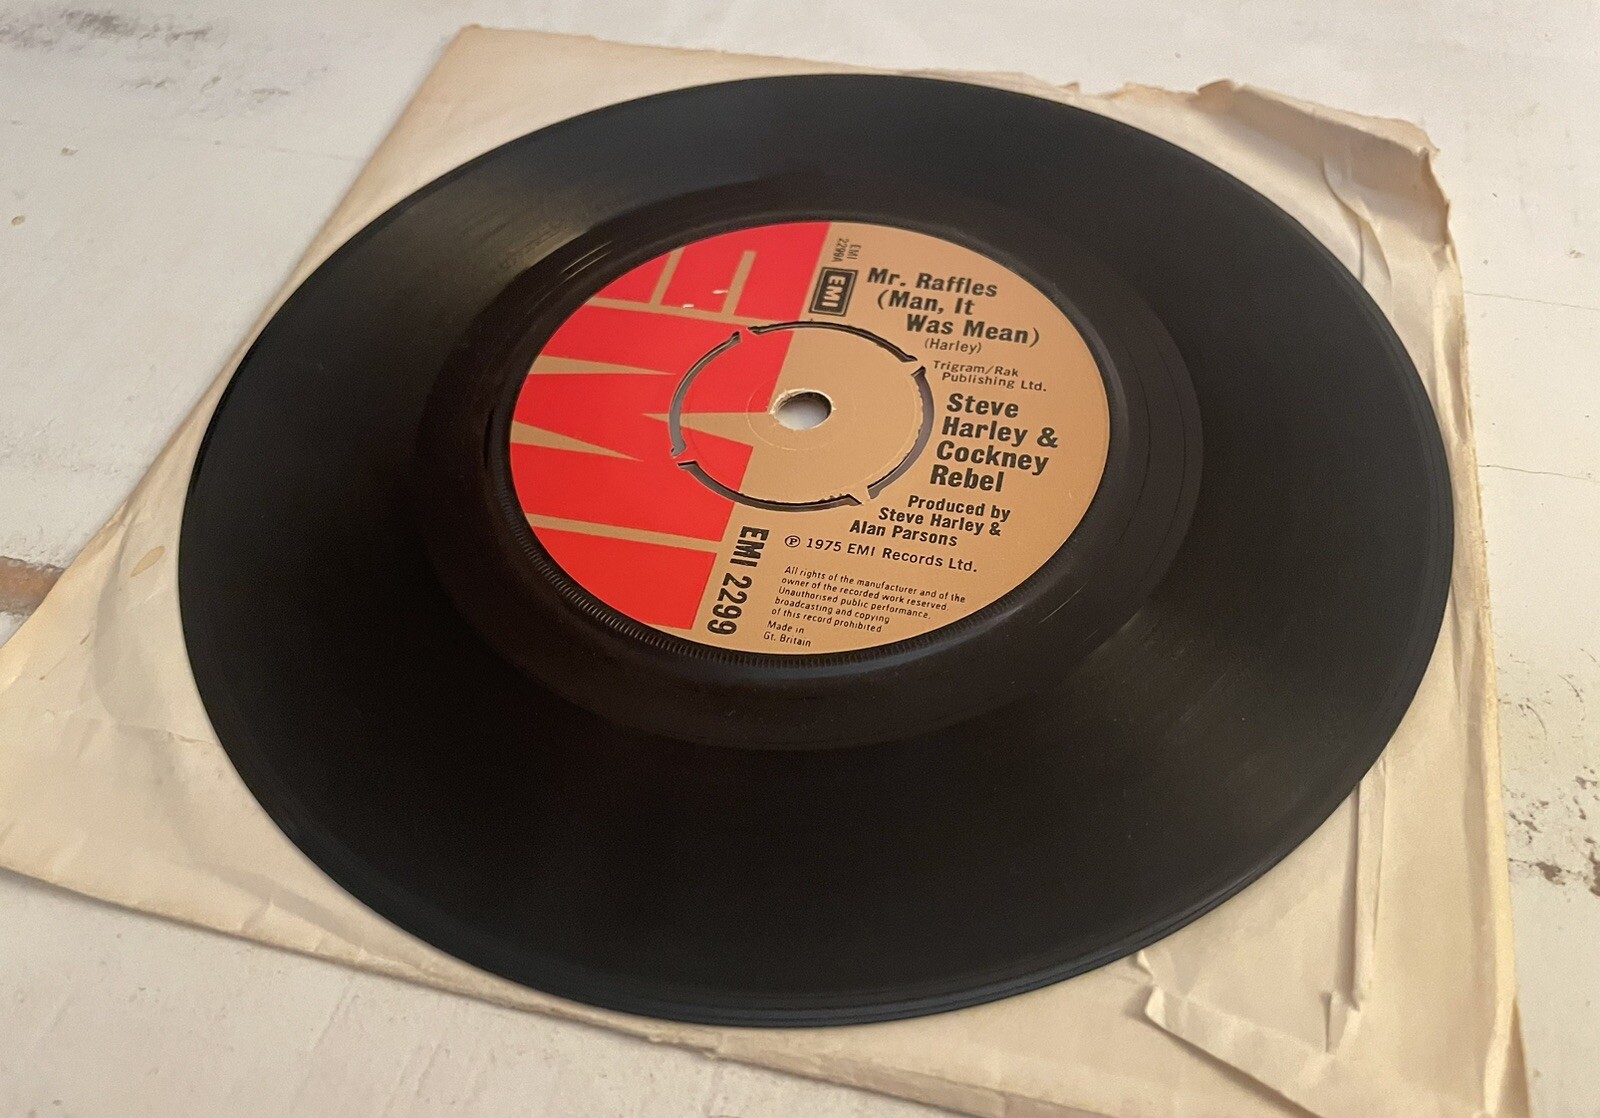 EMI
2299A
EMI
Mr. Raffles
(Man, It
Was Mean)
(Harley)
Trigram/Rak
Publishing Ltd.
Steve
Harley &
Cockney
Rebel
Produced by
Steve Harley &
Alan Parsons
℗ 1975 EMI Records Ltd.
All rights of the manufacturer and of the
owner of the recorded work reserved
Unauthorised public performance,
broadcasting and copying
of this record prohibited
Made in
Gt. Britain
EMI 2299
EMI